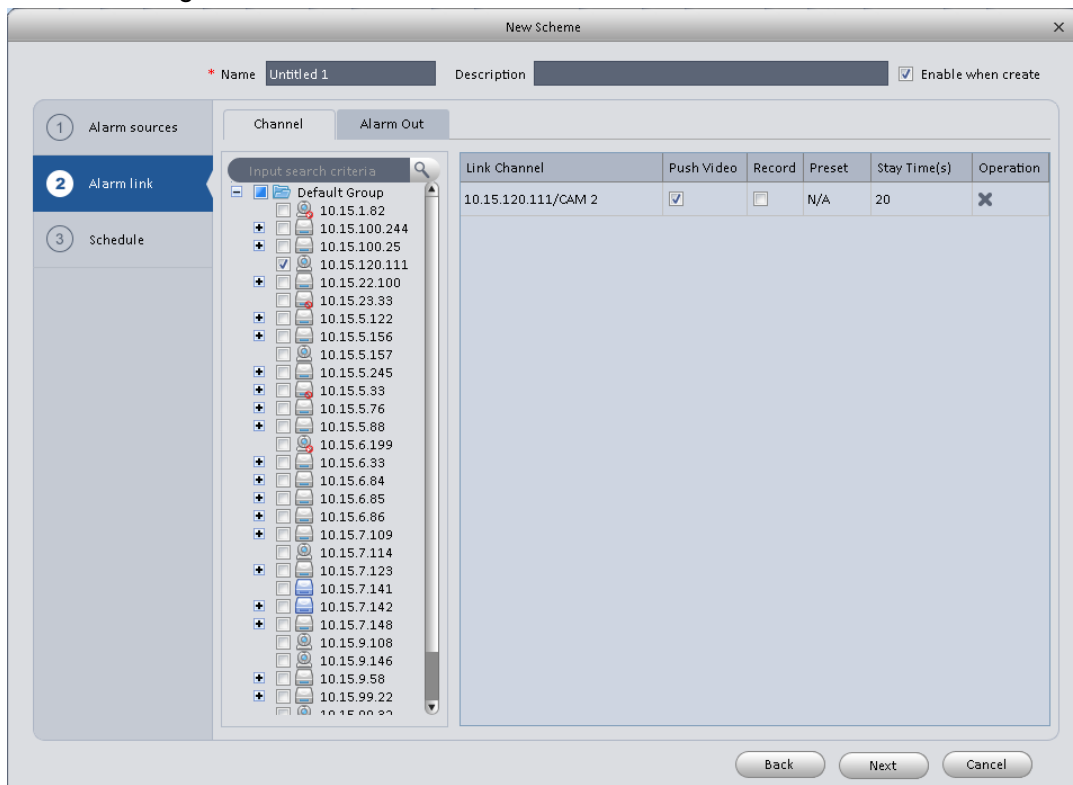 New Scheme
* Name Untitled 1 Description Enable when create
1 Alarm sources
2 Alarm link
3 Schedule
Channel Alarm Out
Input search criteria
Default Group
10.15.1.82
10.15.100.244
10.15.100.25
10.15.120.111
10.15.22.100
10.15.23.33
10.15.5.122
10.15.5.156
10.15.5.157
10.15.5.245
10.15.5.33
10.15.5.76
10.15.5.88
10.15.6.199
10.15.6.33
10.15.6.84
10.15.6.85
10.15.6.86
10.15.7.109
10.15.7.114
10.15.7.123
10.15.7.141
10.15.7.142
10.15.7.148
10.15.9.108
10.15.9.146
10.15.9.58
10.15.99.22
Link Channel Push Video Record Preset Stay Time(s) Operation
10.15.120.111/CAM 2 N/A 20
Back Next Cancel